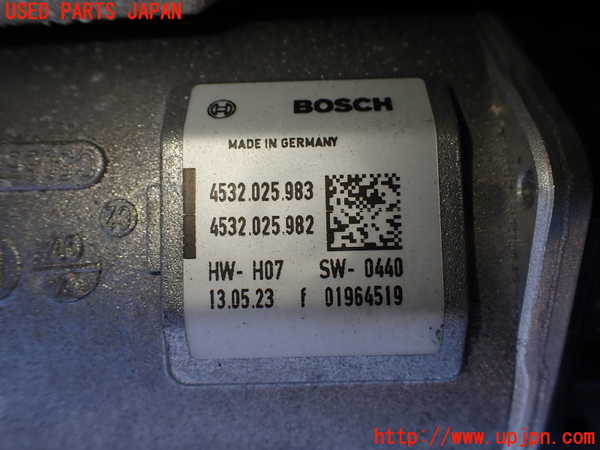 USED PARTS JAPAN
BOSCH
MADE IN GERMANY
4532.025.983
4532.025.982
HW- H07 SW- 0440
13.05.23 f 01964519
http://www.upjpn.com